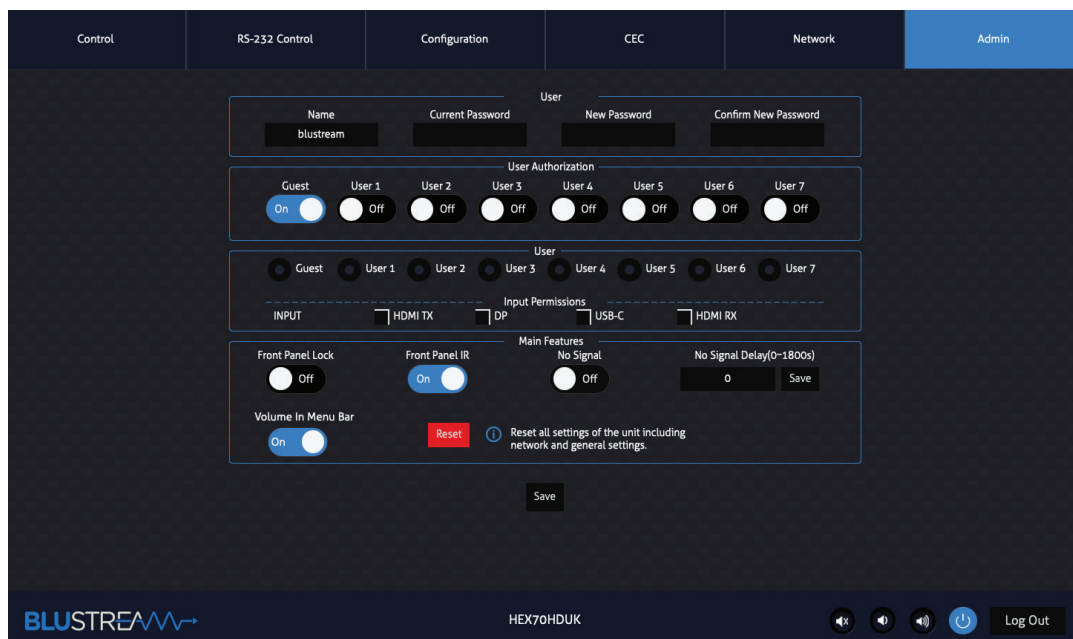 Control RS-232 Control Configuration CEC Network Admin
User
Name Current Password New Password Confirm New Password
blustream
User Authorization
Guest User 1 User 2 User 3 User 4 User 5 User 6 User 7
On Off Off Off Off Off Off Off
User
Guest User 1 User 2 User 3 User 4 User 5 User 6 User 7
Input Permissions
INPUT HDMI TX DP USB-C HDMI RX
Main Features
Front Panel Lock Front Panel IR No Signal No Signal Delay(0~1800s)
Off On Off 0 Save
Volume In Menu Bar
On Reset i Reset all settings of the unit including
network and general settings.
Save
BLUSTREAM HEX70HDUK Log Out